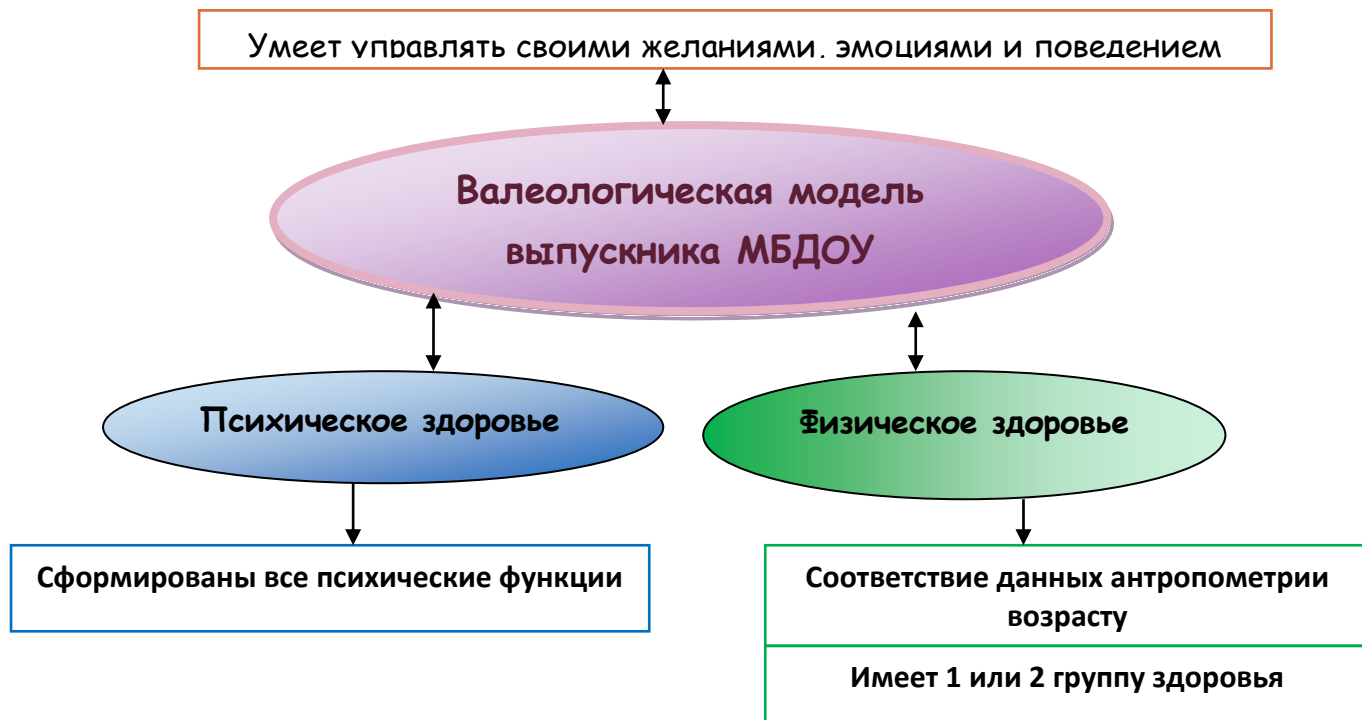 Умеет управлять своими желаниями, эмоциями и поведением
Валеологическая модель
выпускника МБДОУ
Психическое здоровье
Физическое здоровье
Сформированы все психические функции
Соответствие данных антропометрии
возрасту
Имеет 1 или 2 группу здоровья